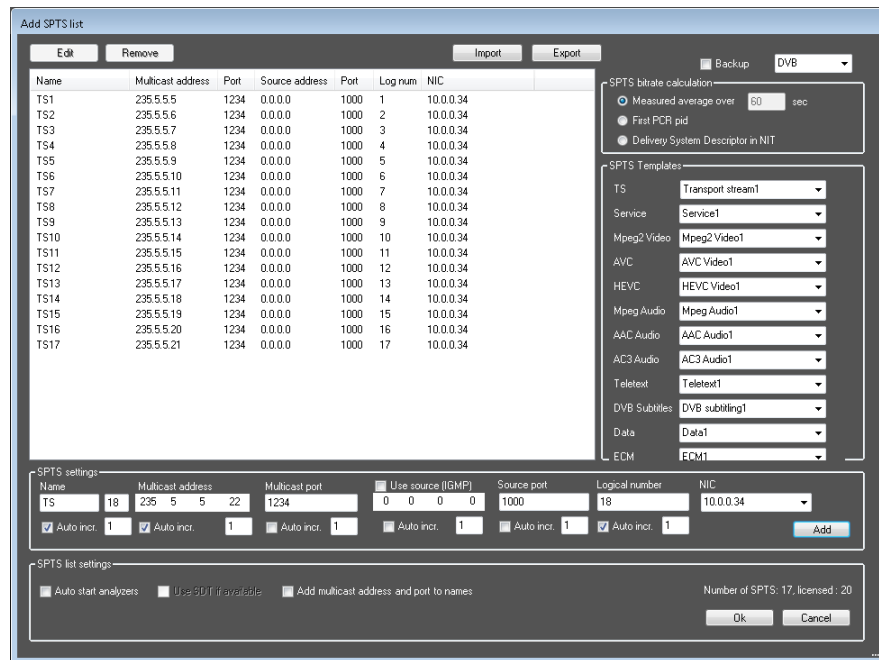 Add SPTS list
Edit Remove Import Export
Backup DVB
Name Multicast address Port Source address Port Log num NIC
TS1 235.5.5.5 1234 0.0.0.0 1000 1 10.0.0.34
TS2 235.5.5.6 1234 0.0.0.0 1000 2 10.0.0.34
TS3 235.5.5.7 1234 0.0.0.0 1000 3 10.0.0.34
TS4 235.5.5.8 1234 0.0.0.0 1000 4 10.0.0.34
TS5 235.5.5.9 1234 0.0.0.0 1000 5 10.0.0.34
TS6 235.5.5.10 1234 0.0.0.0 1000 6 10.0.0.34
TS7 235.5.5.11 1234 0.0.0.0 1000 7 10.0.0.34
TS8 235.5.5.12 1234 0.0.0.0 1000 8 10.0.0.34
TS9 235.5.5.13 1234 0.0.0.0 1000 9 10.0.0.34
TS10 235.5.5.14 1234 0.0.0.0 1000 10 10.0.0.34
TS11 235.5.5.15 1234 0.0.0.0 1000 11 10.0.0.34
TS12 235.5.5.16 1234 0.0.0.0 1000 12 10.0.0.34
TS13 235.5.5.17 1234 0.0.0.0 1000 13 10.0.0.34
TS14 235.5.5.18 1234 0.0.0.0 1000 14 10.0.0.34
TS15 235.5.5.19 1234 0.0.0.0 1000 15 10.0.0.34
TS16 235.5.5.20 1234 0.0.0.0 1000 16 10.0.0.34
TS17 235.5.5.21 1234 0.0.0.0 1000 17 10.0.0.34
SPTS bitrate calculation
Measured average over 60 sec
First PCR pid
Delivery System Descriptor in NIT
SPTS Templates
TS Transport stream1
Service Service1
Mpeg2 Video Mpeg2 Video1
AVC AVC Video1
HEVC HEVC Video1
Mpeg Audio Mpeg Audio1
AAC Audio AAC Audio1
AC3 Audio AC3 Audio1
Teletext Teletext1
DVB Subtitles DVB subtitling1
Data Data1
ECM ECM1
SPTS settings
Name Multicast address Multicast port Use source (IGMP) Source port Logical number NIC
TS 18 235 5 5 22 1234 0 0 0 0 1000 18 10.0.0.34
Auto incr. 1 Auto incr. 1 Auto incr. 1 Auto incr. 1 Auto incr. 1 Auto incr. 1 Add
SPTS list settings
Auto start analyzers Use SDT if available Add multicast address and port to names Number of SPTS: 17, licensed : 20
Ok Cancel